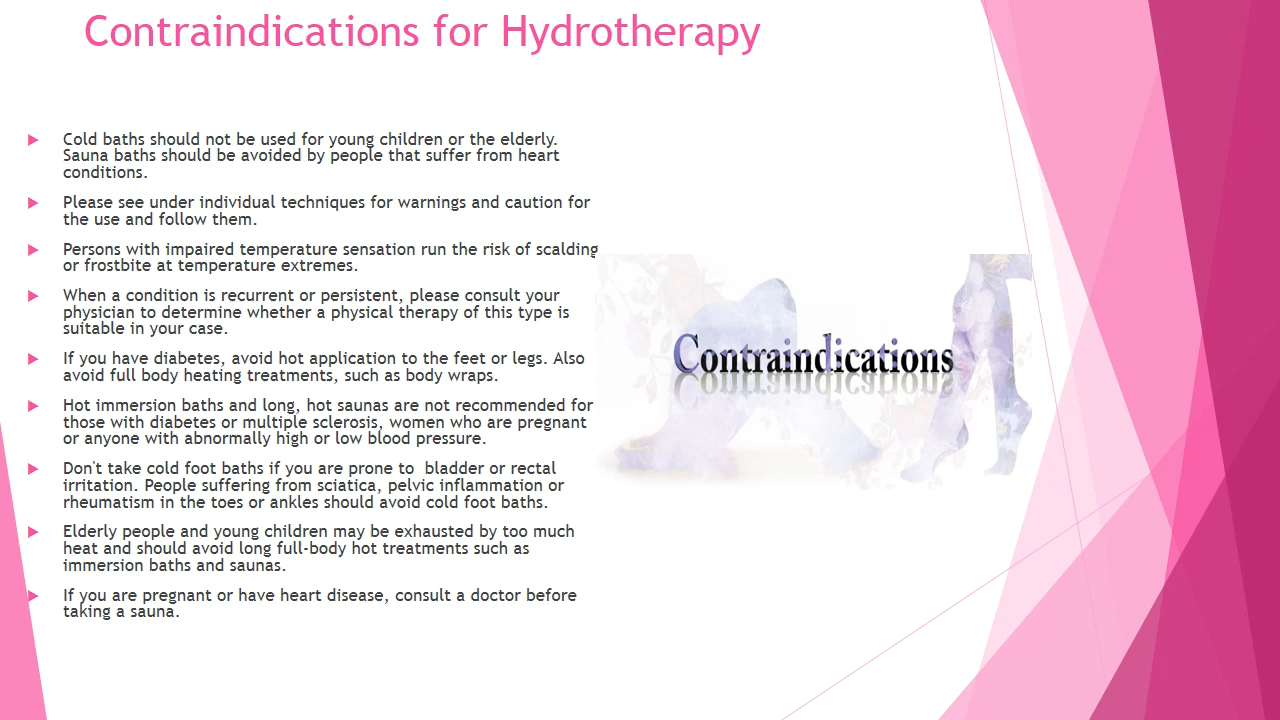 Contraindications for Hydrotherapy
Cold baths should not be used for young children or the elderly.
Sauna baths should be avoided by people that suffer from heart
conditions.
Please see under individual techniques for warnings and caution for
the use and follow them.
Persons with impaired temperature sensation run the risk of scalding
or frostbite at temperature extremes.
When a condition is recurrent or persistent, please consult your
physician to determine whether a physical therapy of this type is
suitable in your case.
If you have diabetes, avoid hot application to the feet or legs. Also
avoid full body heating treatments, such as body wraps.
Hot immersion baths and long, hot saunas are not recommended for
those with diabetes or multiple sclerosis, women who are pregnant
or anyone with abnormally high or low blood pressure.
Don't take cold foot baths if you are prone to  bladder or rectal
irritation. People suffering from sciatica, pelvic inflammation or
rheumatism in the toes or ankles should avoid cold foot baths.
Elderly people and young children may be exhausted by too much
heat and should avoid long full-body hot treatments such as
immersion baths and saunas.
If you are pregnant or have heart disease, consult a doctor before
taking a sauna.
Contraindications